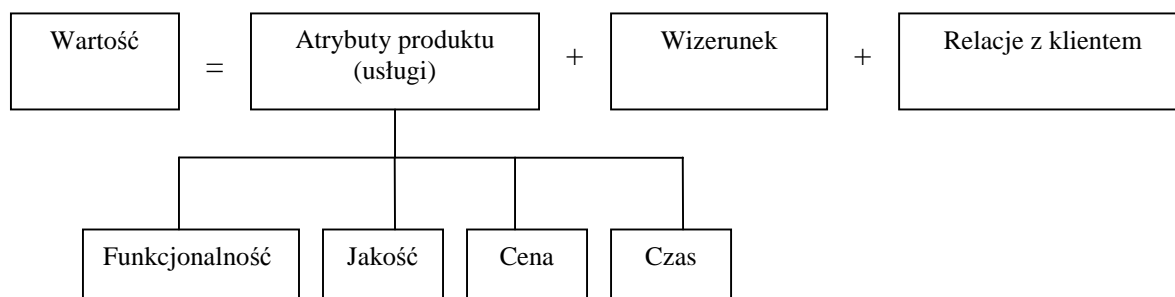 Wartość
=
Atrybuty produktu
(usługi)
+
Wizerunek
+
Relacje z klientem
Funkcjonalność
Jakość
Cena
Czas